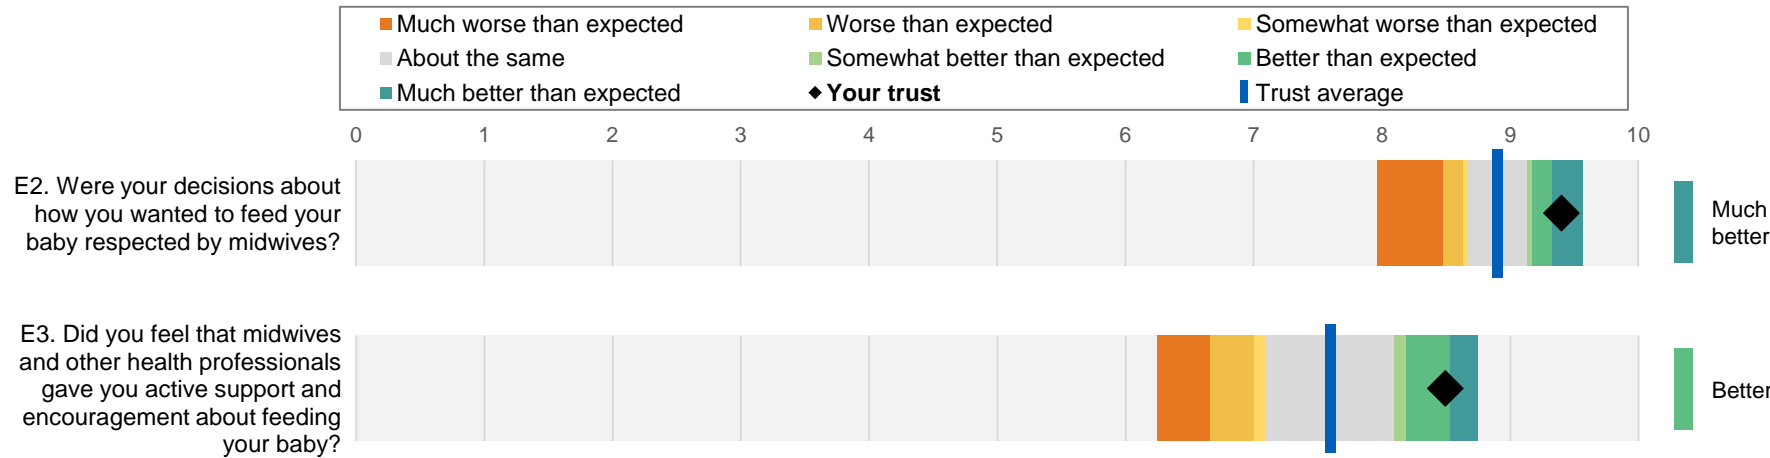 Much worse than expected Worse than expected Somewhat worse than expected
About the same Somewhat better than expected Better than expected
Much better than expected Your trust Trust average
0 1 2 3 4 5 6 7 8 9 10
E2. Were your decisions about
how you wanted to feed your
baby respected by midwives?
Much
better
E3. Did you feel that midwives
and other health professionals
gave you active support and
encouragement about feeding
your baby?
Better